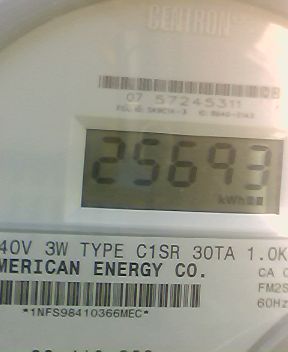 CENTRON
07 57245311
25693
kWh
40V 3W TYPE C1SR 30TA 1.0K
MERICAN ENERGY CO.
CA
FM2S
60Hz
*1NFS98410366MEC*